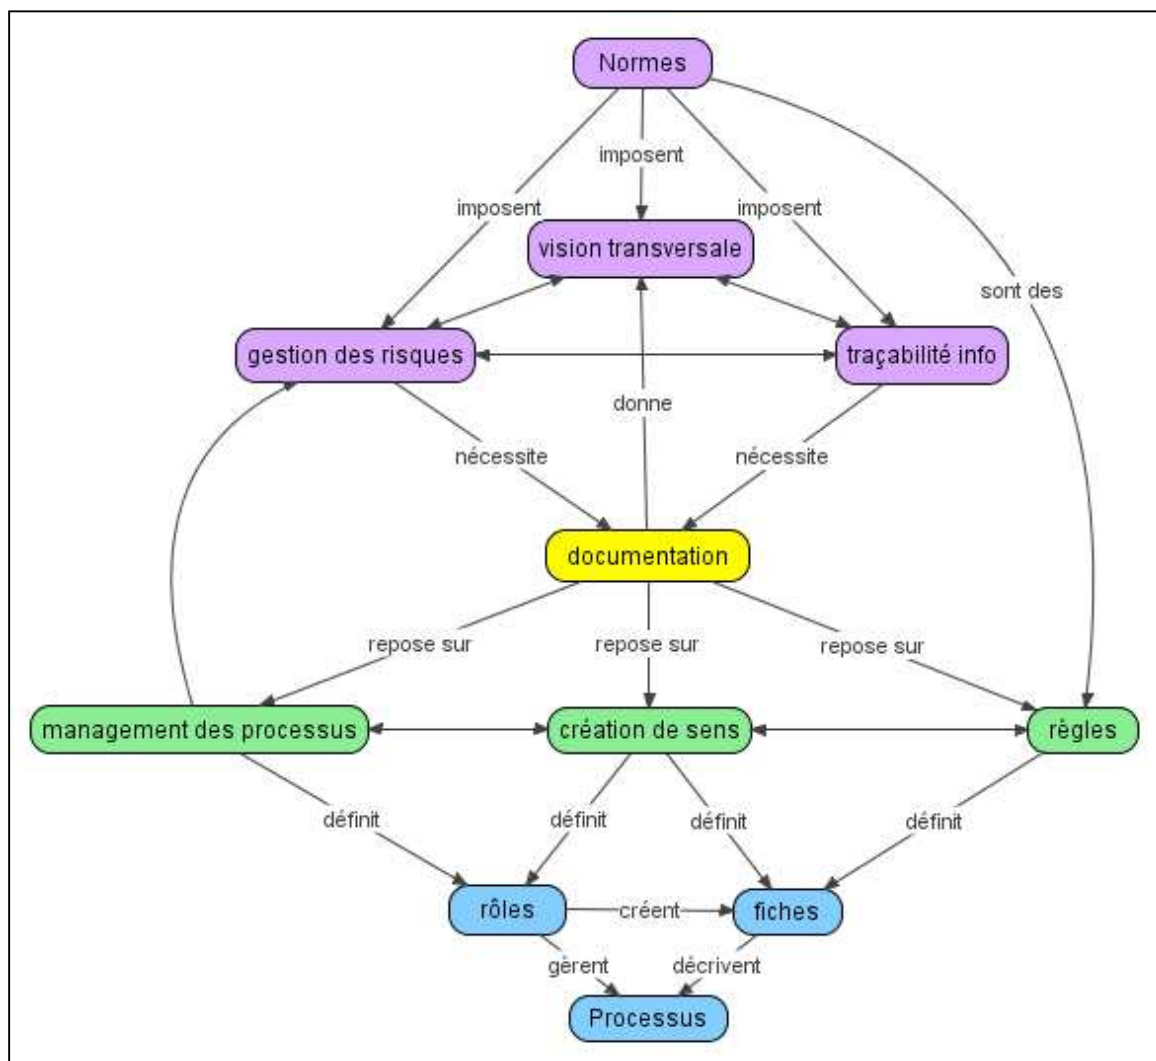 Normes
imposent
imposent
imposent
vision transversale
sont des
gestion des risques
traçabilité info
donne
nécessite
nécessite
documentation
repose sur
repose sur
repose sur
management des processus
création de sens
règles
définit
définit
définit
définit
rôles
créent
fiches
gèrent
décrivent
Processus